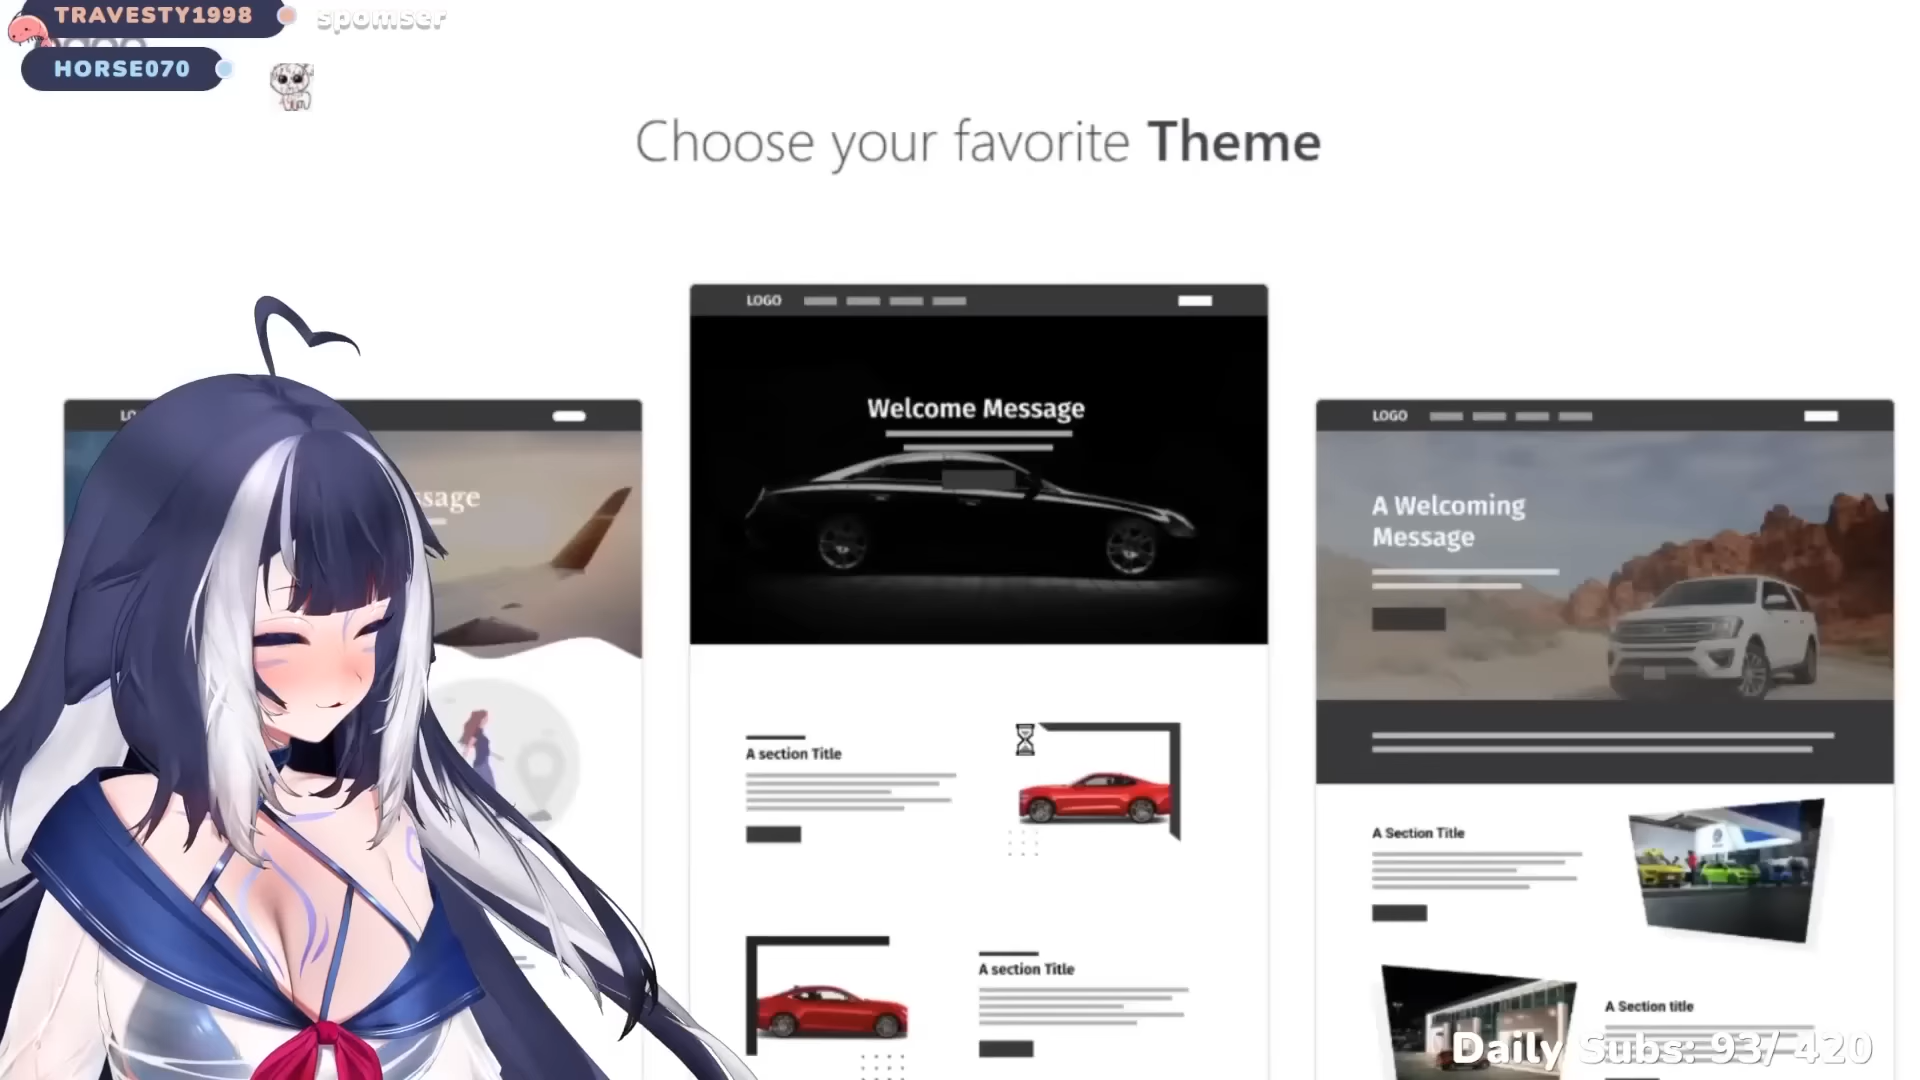 TRAVESTY1998
spomser
HORSE070
Choose your favorite Theme
LOGO
Welcome Message
A section Title
A section Title
LOGO
A Welcoming
Message
A Section Title
A Section title
Daily Subs: 93/ 420